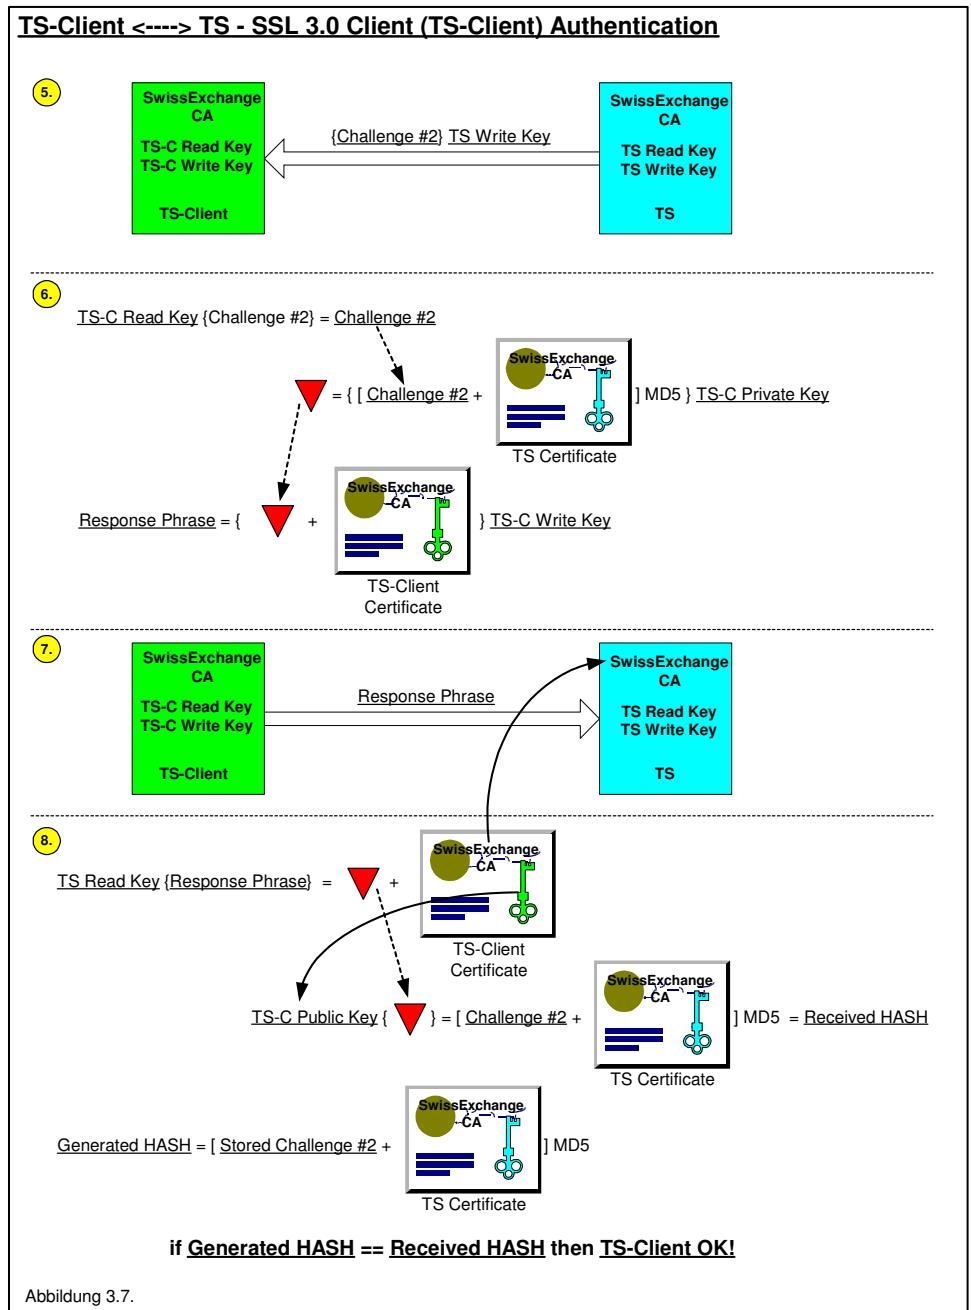 TS-Client <----> TS - SSL 3.0 Client (TS-Client) Authentication
5.
SwissExchange
CA
TS-C Read Key
TS-C Write Key
TS-Client
{Challenge #2} TS Write Key
SwissExchange
CA
TS Read Key
TS Write Key
TS
6.
TS-C Read Key {Challenge #2} = Challenge #2
= { [ Challenge #2 +
SwissExchange
CA
] MD5 } TS-C Private Key
TS Certificate
Response Phrase = {
+
SwissExchange
CA
} TS-C Write Key
TS-Client
Certificate
7.
SwissExchange
CA
TS-C Read Key
TS-C Write Key
TS-Client
Response Phrase
SwissExchange
CA
TS Read Key
TS Write Key
TS
8.
TS Read Key {Response Phrase} =
+
SwissExchange
CA
TS-Client
Certificate
TS-C Public Key {
} = [ Challenge #2 +
SwissExchange
CA
] MD5 = Received HASH
TS Certificate
Generated HASH = [ Stored Challenge #2 +
SwissExchange
CA
] MD5
TS Certificate
if Generated HASH == Received HASH then TS-Client OK!
Abbildung 3.7.